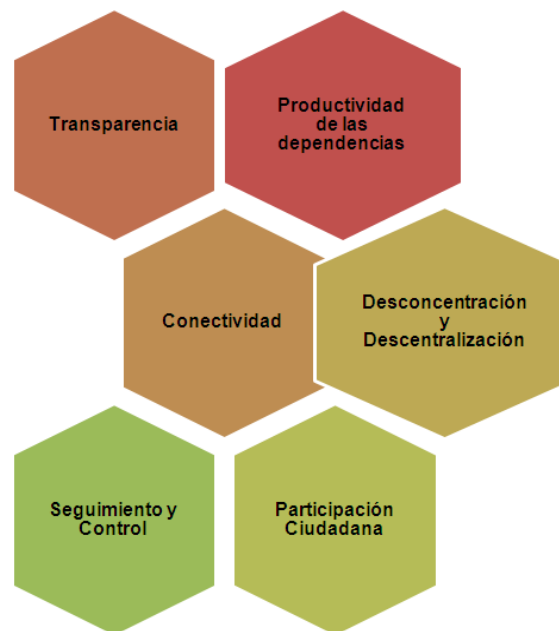 Transparencia
Productividad
de las
dependencias
Conectividad
Desconcentración
y
Descentralización
Seguimiento y
Control
Participación
Ciudadana